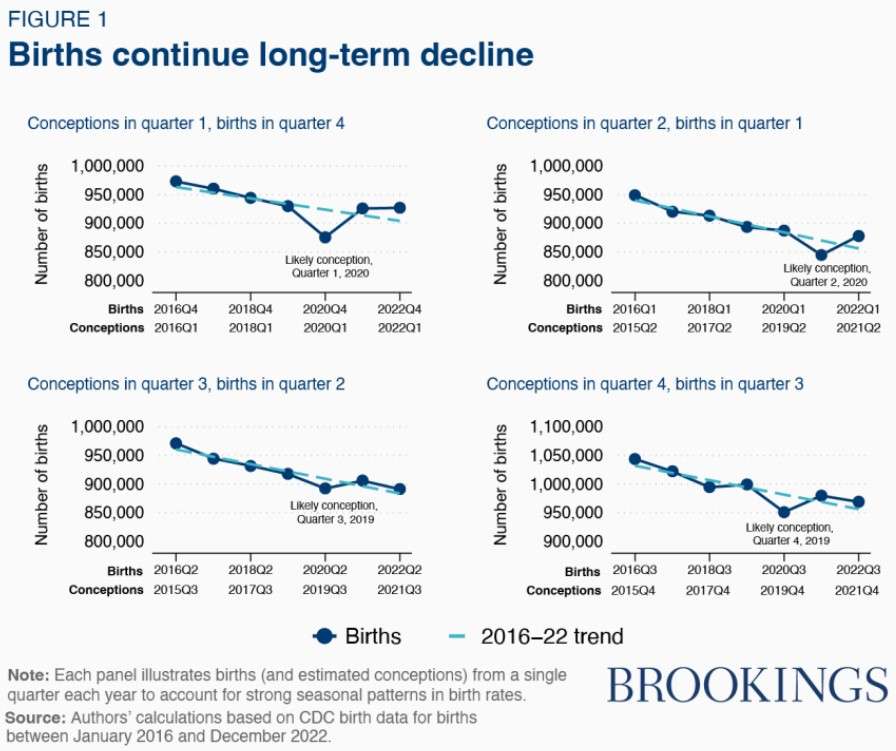 FIGURE 1
Births continue long-term decline
Conceptions in quarter 1, births in quarter 4
Number of births
1,000,000
950,000
900,000
850,000
800,000
Likely conception,
Quarter 1, 2020
Births 2016Q4 2018Q4 2020Q4 2022Q4
Conceptions 2016Q1 2018Q1 2020Q1 2022Q1
Conceptions in quarter 2, births in quarter 1
Number of births
1,000,000
950,000
900,000
850,000
800,000
Likely conception,
Quarter 2, 2020
Births 2016Q1 2018Q1 2020Q1 2022Q1
Conceptions 2015Q2 2017Q2 2019Q2 2021Q2
Conceptions in quarter 3, births in quarter 2
Number of births
1,000,000
950,000
900,000
850,000
800,000
Likely conception,
Quarter 3, 2019
Births 2016Q2 2018Q2 2020Q2 2022Q2
Conceptions 2015Q3 2017Q3 2019Q3 2021Q3
Conceptions in quarter 4, births in quarter 3
Number of births
1,100,000
1,050,000
1,000,000
950,000
900,000
Likely conception,
Quarter 4, 2019
Births 2016Q3 2018Q3 2020Q3 2022Q3
Conceptions 2015Q4 2017Q4 2019Q4 2021Q4
Births 2016–22 trend
Note: Each panel illustrates births (and estimated conceptions) from a single
quarter each year to account for strong seasonal patterns in birth rates.
Source: Authors' calculations based on CDC birth data for births
between January 2016 and December 2022.
BROOKINGS